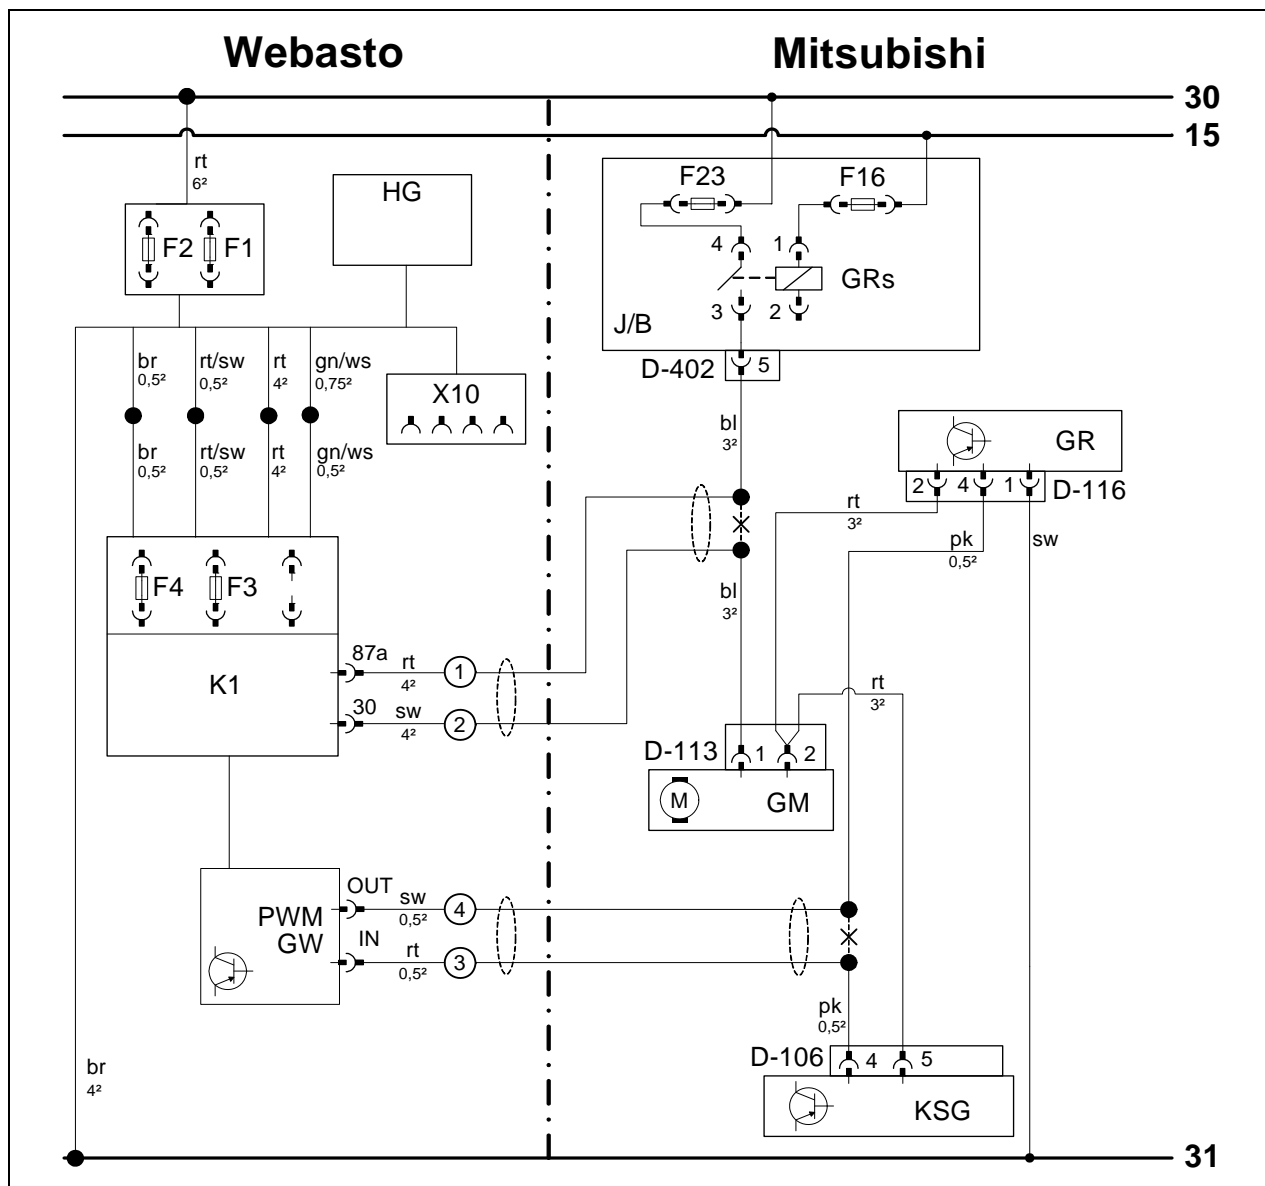 Webasto
Mitsubishi
30
15
rt
6²
HG
F23
F16
F2
F1
4
1
GRs
3
2
J/B
D-402
5
br
0,5²
rt/sw
0,5²
rt
4²
gn/ws
0,75²
X10
bl
3²
GR
br
0,5²
rt/sw
0,5²
rt
4²
gn/ws
0,5²
2
4
1
D-116
rt
3²
pk
0,5²
sw
F4
F3
bl
3²
87a
rt
4²
1
K1
30
sw
4²
2
rt
3²
D-113
1
2
M
GM
OUT
sw
0,5²
4
PWM
GW
IN
rt
0,5²
3
pk
0,5²
D-106
4
5
br
4²
KSG
31